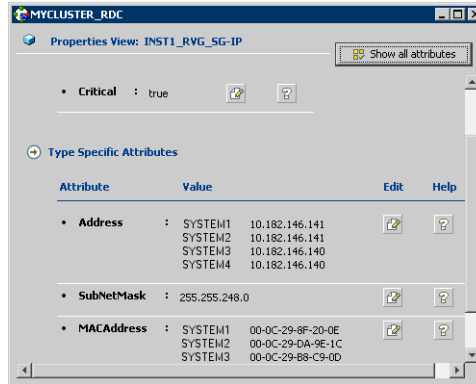 MYCLUSTER_RDC
Properties View: INST1_RVG_SG-IP
Show all attributes
• Critical : true
Type Specific Attributes
Attribute Value Edit Help
• Address : SYSTEM1 10.182.146.141
SYSTEM2 10.182.146.141
SYSTEM3 10.182.146.140
SYSTEM4 10.182.146.140
• SubNetMask : 255.255.248.0
• MACAddress : SYSTEM1 00-0C-29-8F-20-0E
SYSTEM2 00-0C-29-DA-9E-1C
SYSTEM3 00-0C-29-B8-C9-0D